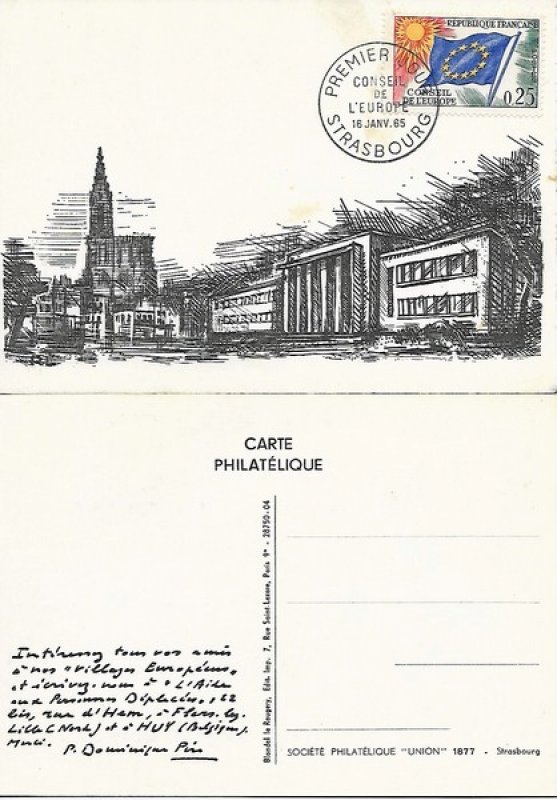 RÉPUBLIQUE FRANÇAISE
CONSEIL
DE L'EUROPE
0,25
PREMIER JOUR
CONSEIL
DE
L'EUROPE
16 JANV. 65
STRASBOURG
CARTE
PHILATÉLIQUE
Blondel la Rougery, Edit. Imp. 7, Rue Saint-Lazare, Paris 9e - 28750-04
Intéressez tous vos amis
à nos "Villages Européens"
et écrivez-nous à "L'Aide
aux Personnes Déplacées", 22
bis, rue d'Hem, à Flers-lez-
Lille (Nord) et à HUY (Belgique).
Merci. P. Dominique Pire
SOCIÉTÉ PHILATÉLIQUE "UNION" 1877 - Strasbourg